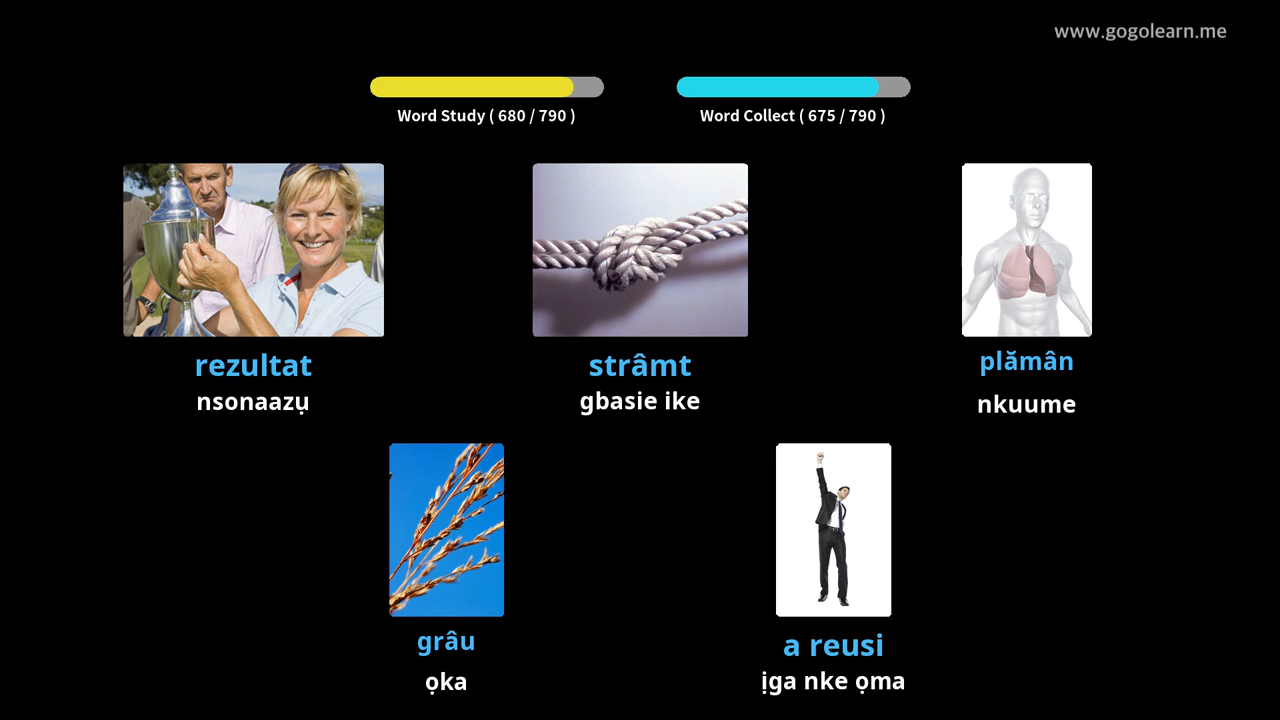 www.gogolearn.me
Word Study ( 680 / 790 )
Word Collect ( 675 / 790 )
rezultat
nsonaazụ
strâmt
gbasie ike
plămân
nkuume
grâu
ọka
a reusi
ịga nke ọma